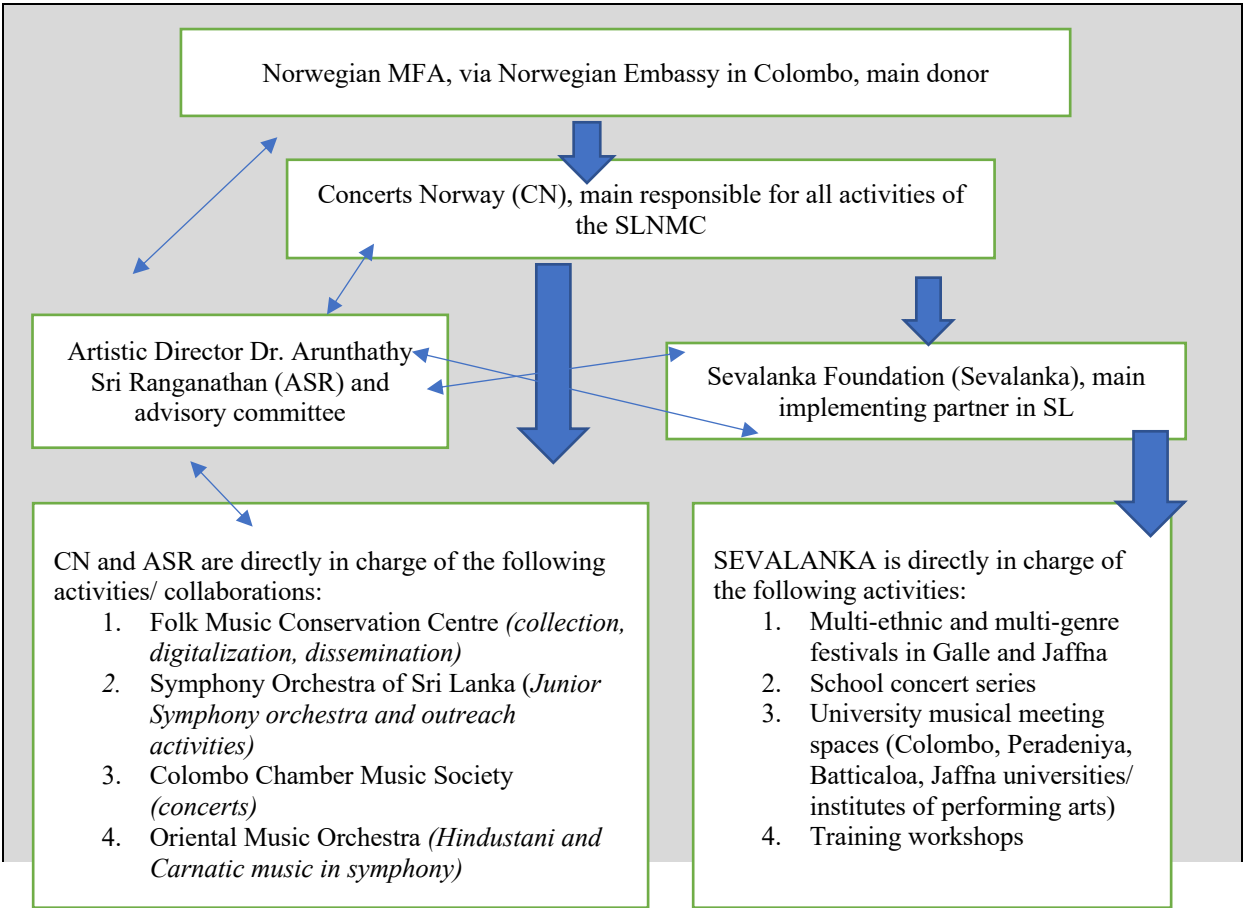 Norwegian MFA, via Norwegian Embassy in Colombo, main donor
Concerts Norway (CN), main responsible for all activities of
the SLNMC
Artistic Director Dr. Arunthathy
Sri Ranganathan (ASR) and
advisory committee
Sevalanka Foundation (Sevalanka), main
implementing partner in SL
CN and ASR are directly in charge of the following
activities/ collaborations:
1. Folk Music Conservation Centre (collection,
digitalization, dissemination)
2. Symphony Orchestra of Sri Lanka (Junior
Symphony orchestra and outreach
activities)
3. Colombo Chamber Music Society
(concerts)
4. Oriental Music Orchestra (Hindustani and
Carnatic music in symphony)
SEVALANKA is directly in charge of
the following activities:
1. Multi-ethnic and multi-genre
festivals in Galle and Jaffna
2. School concert series
3. University musical meeting
spaces (Colombo, Peradeniya,
Batticaloa, Jaffna universities/
institutes of performing arts)
4. Training workshops